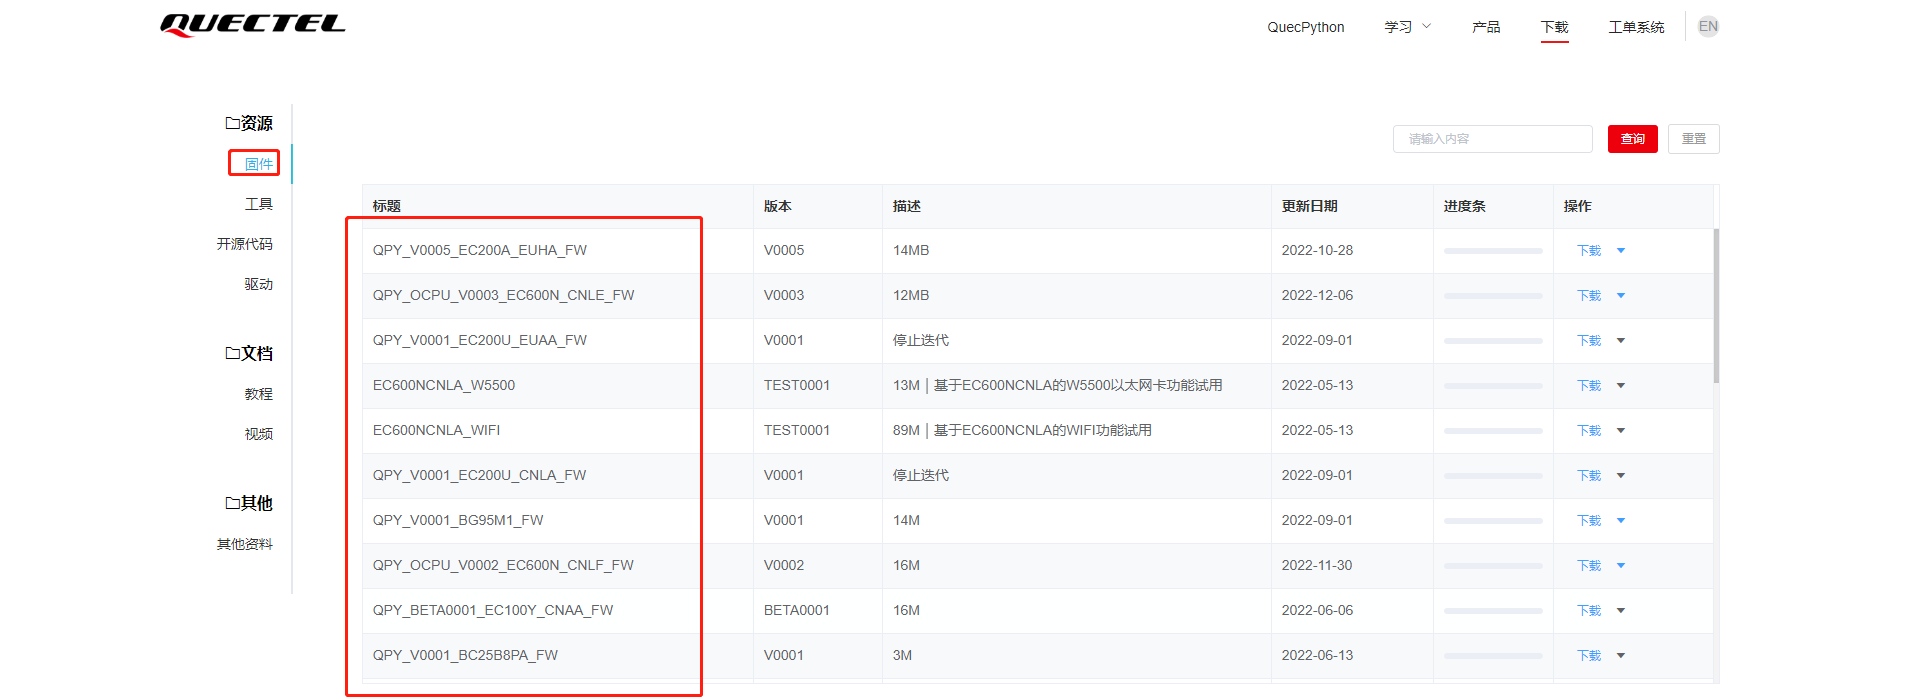 QUECTEL
QuecPython 学习 产品 下载 工单系统 EN
资源
固件
工具
开源代码
驱动
文档
教程
视频
其他
其他资料
请输入内容 查询 重置
标题 版本 描述 更新日期 进度条 操作
QPY_V0005_EC200A_EUHA_FW V0005 14MB 2022-10-28 下载
QPY_OCPU_V0003_EC600N_CNLE_FW V0003 12MB 2022-12-06 下载
QPY_V0001_EC200U_EUAA_FW V0001 停止迭代 2022-09-01 下载
EC600NCNLA_W5500 TEST0001 13M | 基于EC600NCNLA的W5500以太网卡功能试用 2022-05-13 下载
EC600NCNLA_WIFI TEST0001 89M | 基于EC600NCNLA的WIFI功能试用 2022-05-13 下载
QPY_V0001_EC200U_CNLA_FW V0001 停止迭代 2022-09-01 下载
QPY_V0001_BG95M1_FW V0001 14M 2022-09-01 下载
QPY_OCPU_V0002_EC600N_CNLF_FW V0002 16M 2022-11-30 下载
QPY_BETA0001_EC100Y_CNAA_FW BETA0001 16M 2022-06-06 下载
QPY_V0001_BC25B8PA_FW V0001 3M 2022-06-13 下载